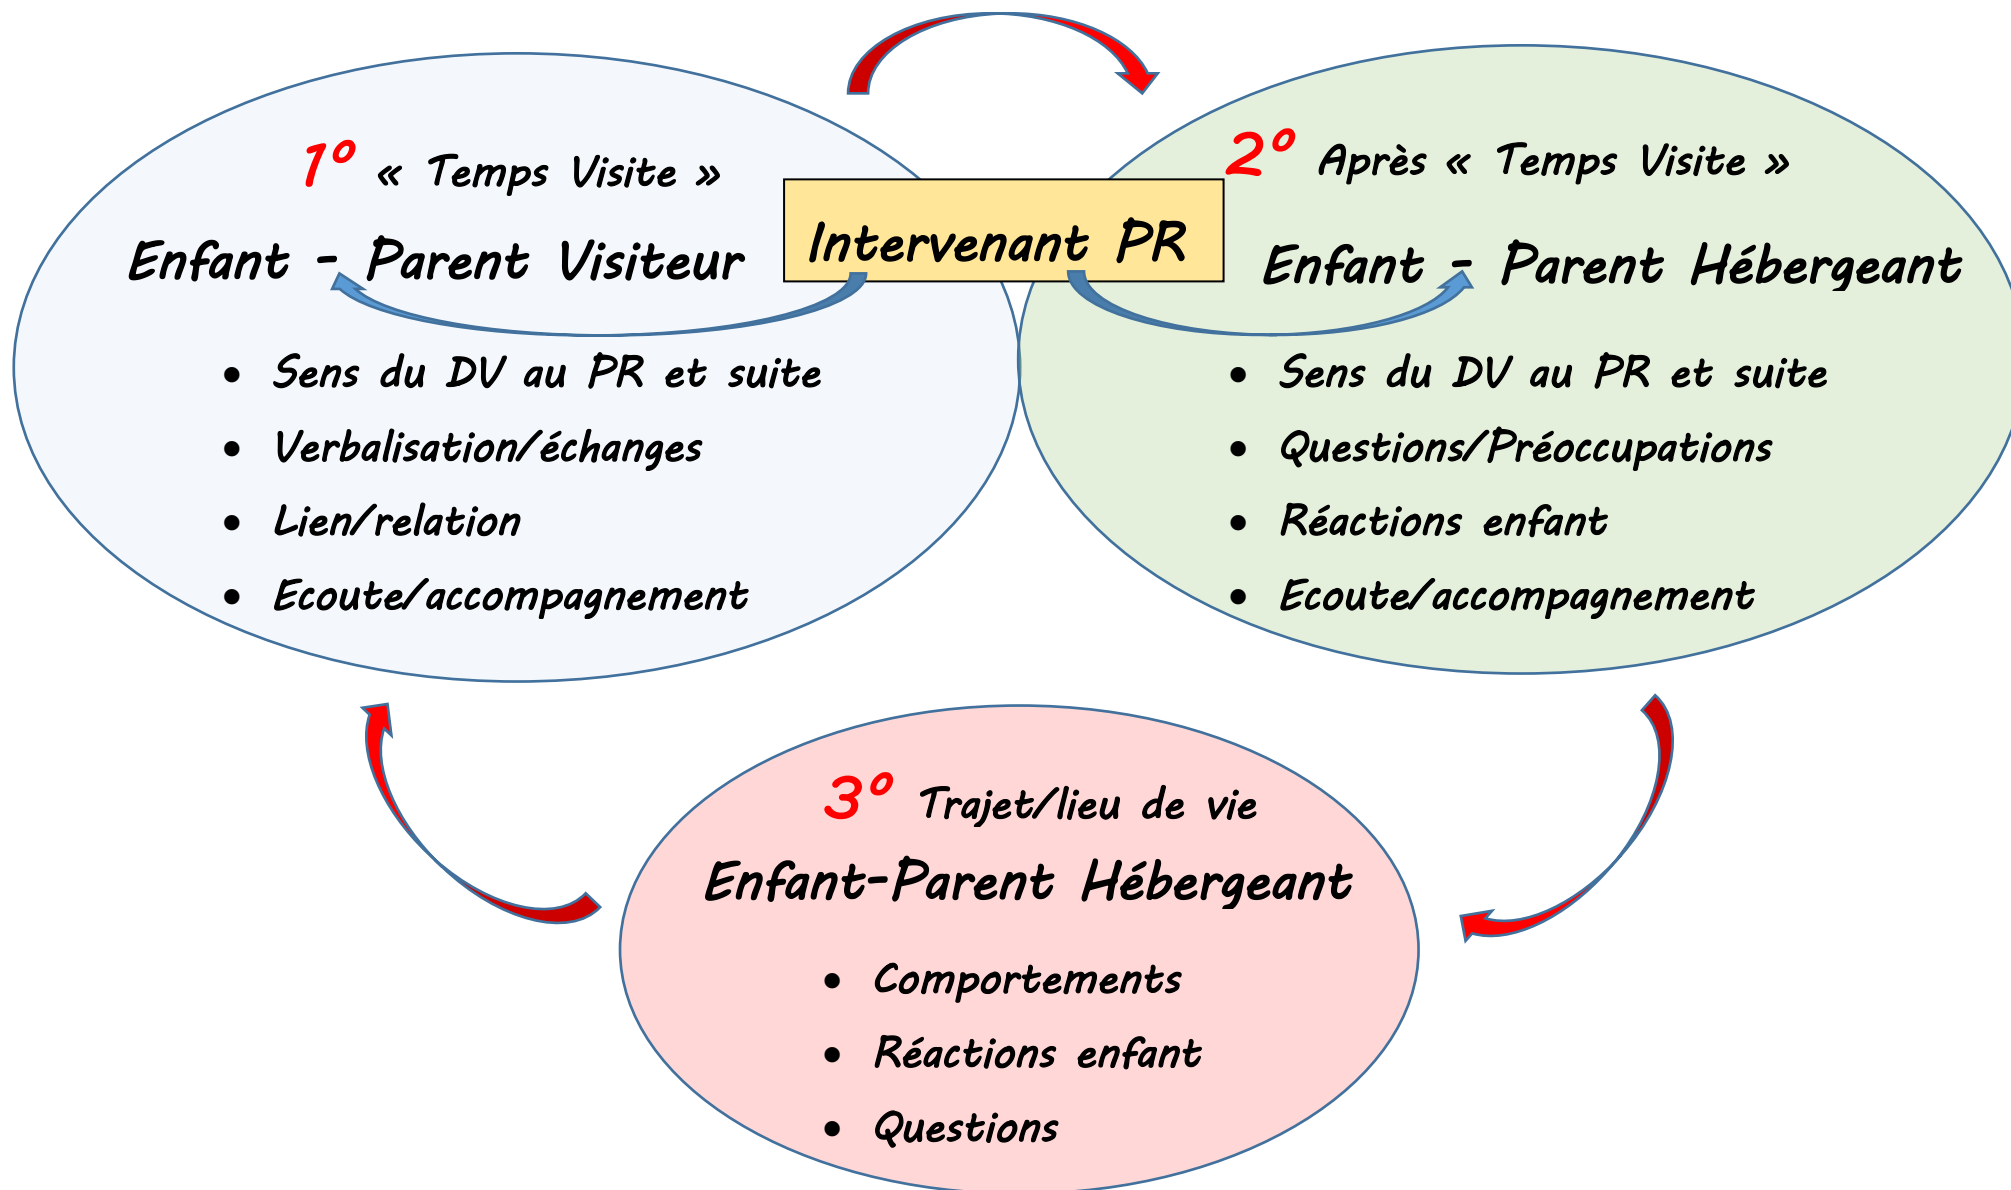 1° « Temps Visite »
Enfant - Parent Visiteur
• Sens du DV au PR et suite
• Verbalisation/échanges
• Lien/relation
• Ecoute/accompagnement
Intervenant PR
2° Après « Temps Visite »
Enfant - Parent Hébergeant
• Sens du DV au PR et suite
• Questions/Préoccupations
• Réactions enfant
• Ecoute/accompagnement
3° Trajet/lieu de vie
Enfant-Parent Hébergeant
• Comportements
• Réactions enfant
• Questions